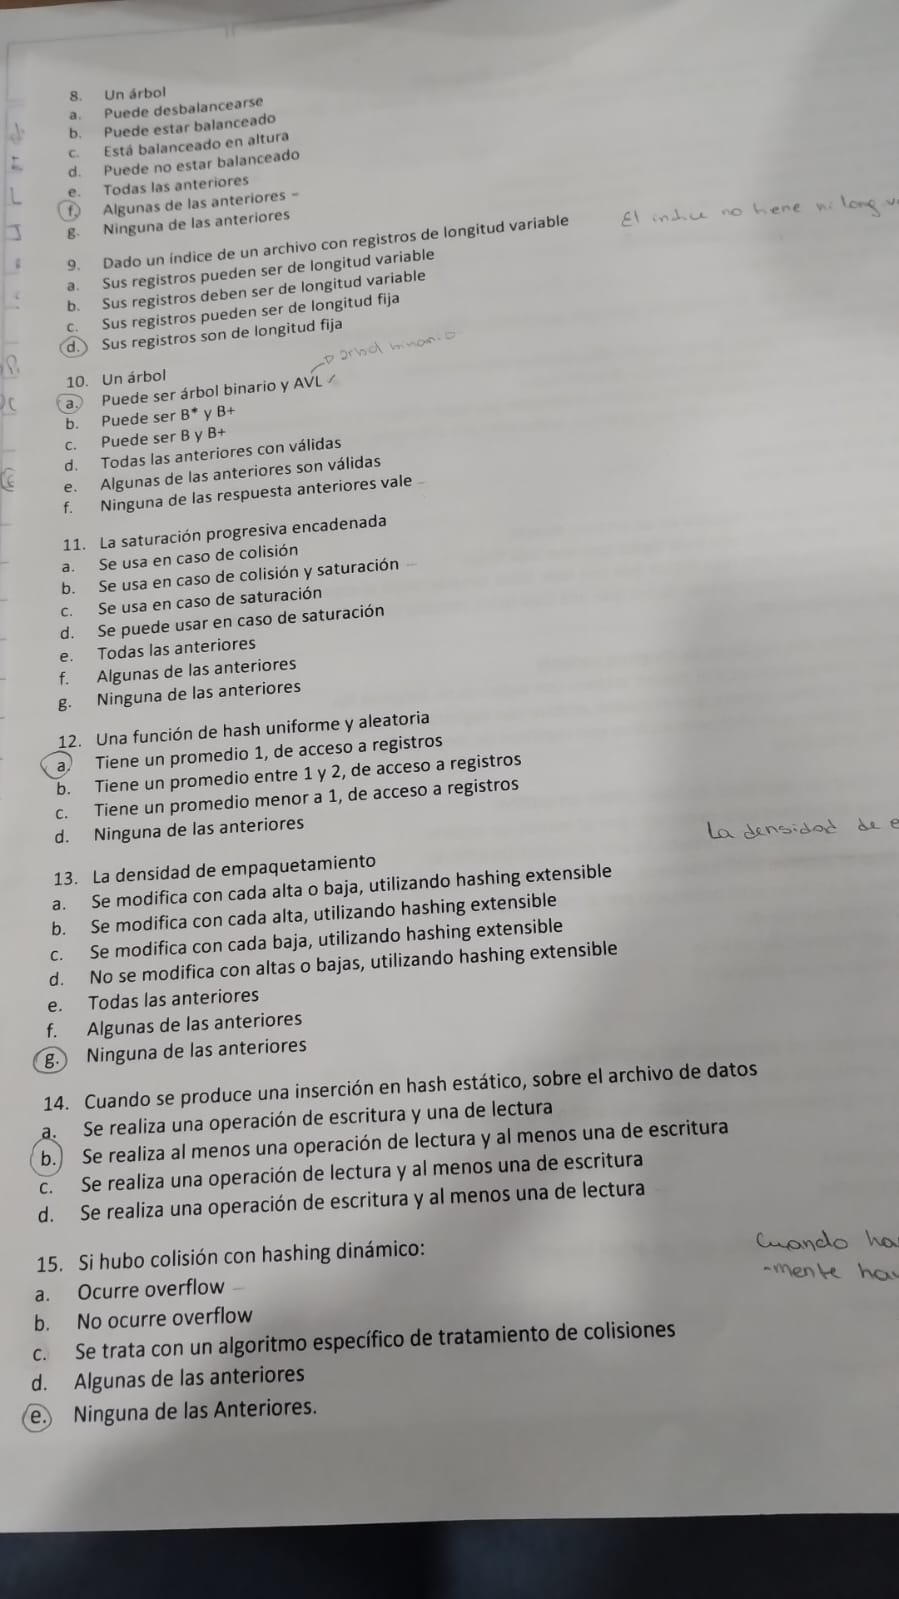 8. Un árbol
a. Puede desbalancearse
b. Puede estar balanceado
c. Está balanceado en altura
d. Puede no estar balanceado
e. Todas las anteriores
f. Algunas de las anteriores -
g. Ninguna de las anteriores
El indice no tiene ni long
9. Dado un índice de un archivo con registros de longitud variable
a. Sus registros pueden ser de longitud variable
b. Sus registros deben ser de longitud variable
c. Sus registros pueden ser de longitud fija
d. Sus registros son de longitud fija
arbol binario
10. Un árbol
a. Puede ser árbol binario y AVL
b. Puede ser B* y B+
c. Puede ser B y B+
d. Todas las anteriores con válidas
e. Algunas de las anteriores son válidas
f. Ninguna de las respuesta anteriores vale
11. La saturación progresiva encadenada
a. Se usa en caso de colisión
b. Se usa en caso de colisión y saturación
c. Se usa en caso de saturación
d. Se puede usar en caso de saturación
e. Todas las anteriores
f. Algunas de las anteriores
g. Ninguna de las anteriores
12. Una función de hash uniforme y aleatoria
a. Tiene un promedio 1, de acceso a registros
b. Tiene un promedio entre 1 y 2, de acceso a registros
c. Tiene un promedio menor a 1, de acceso a registros
d. Ninguna de las anteriores
La densidad de e
13. La densidad de empaquetamiento
a. Se modifica con cada alta o baja, utilizando hashing extensible
b. Se modifica con cada alta, utilizando hashing extensible
c. Se modifica con cada baja, utilizando hashing extensible
d. No se modifica con altas o bajas, utilizando hashing extensible
e. Todas las anteriores
f. Algunas de las anteriores
g. Ninguna de las anteriores
14. Cuando se produce una inserción en hash estático, sobre el archivo de datos
a. Se realiza una operación de escritura y una de lectura
b. Se realiza al menos una operación de lectura y al menos una de escritura
c. Se realiza una operación de lectura y al menos una de escritura
d. Se realiza una operación de escritura y al menos una de lectura
Cuando ha
-mente ha
15. Si hubo colisión con hashing dinámico:
a. Ocurre overflow
b. No ocurre overflow
c. Se trata con un algoritmo específico de tratamiento de colisiones
d. Algunas de las anteriores
e. Ninguna de las Anteriores.